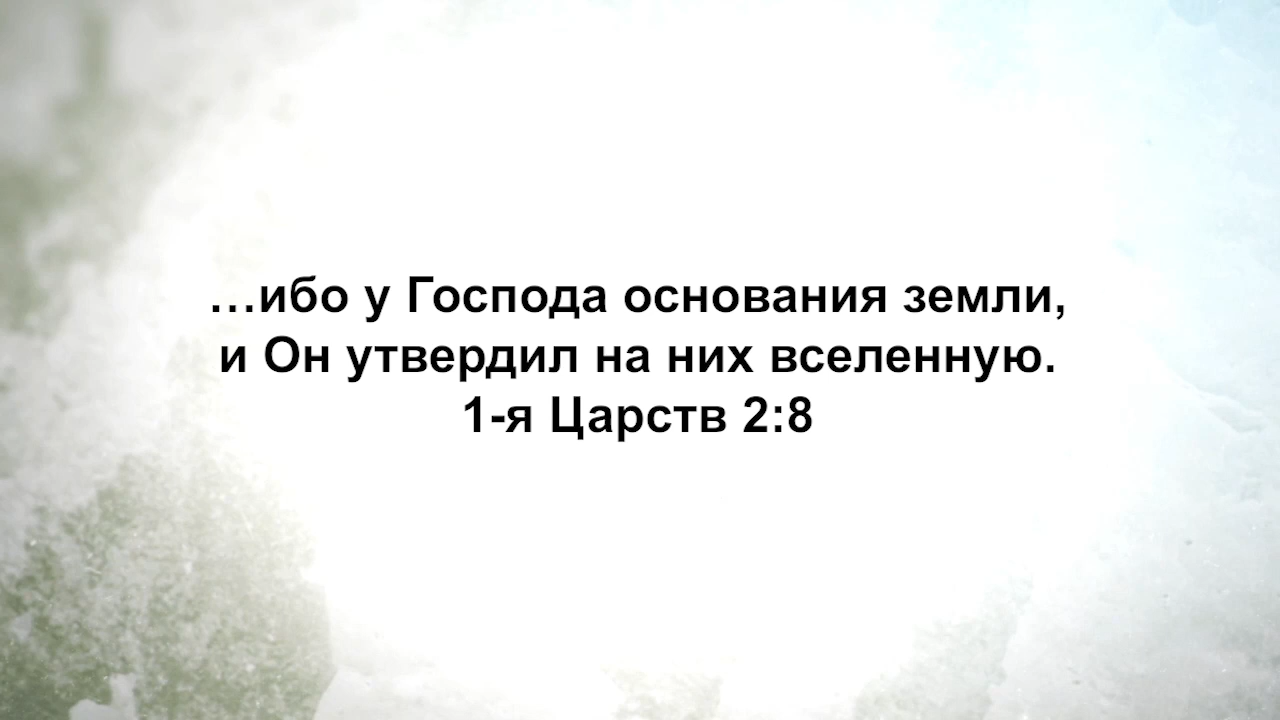 …ибо у Господа основания земли,
и Он утвердил на них вселенную.
1-я Царств 2:8